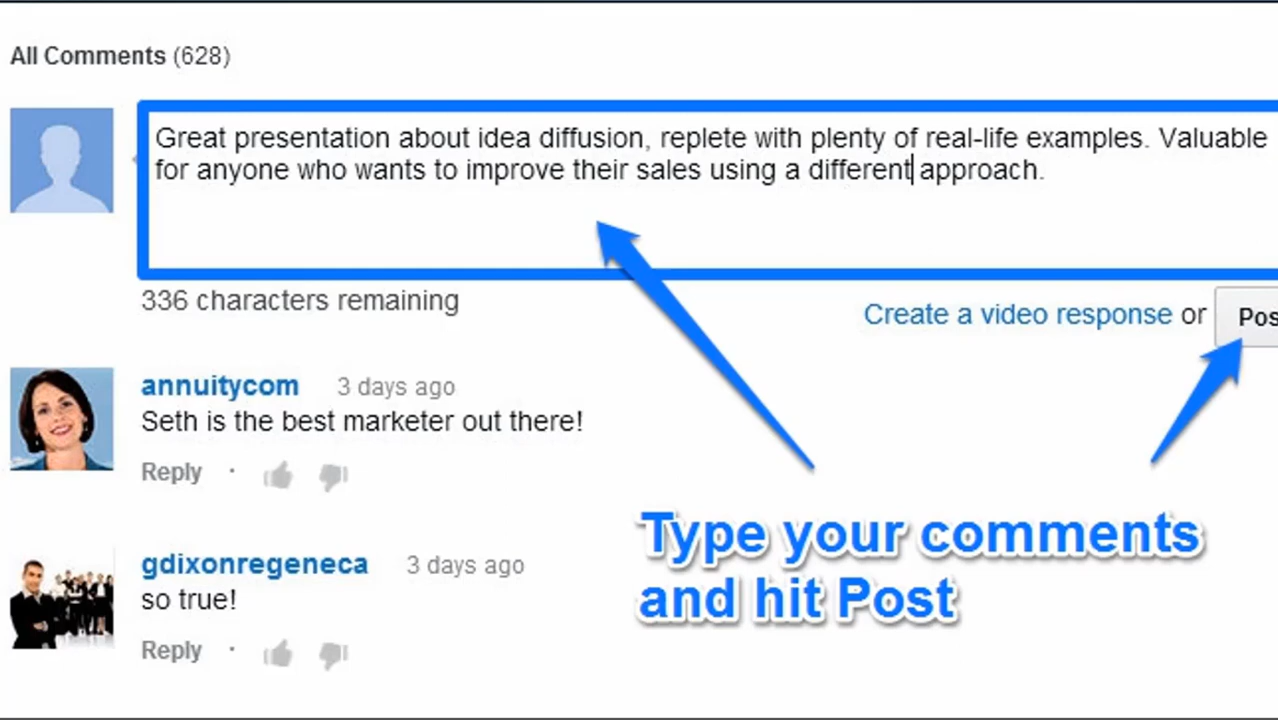 All Comments (628)
Great presentation about idea diffusion, replete with plenty of real-life examples. Valuable
for anyone who wants to improve their sales using a different approach.
336 characters remaining
Create a video response or Pos
annuitycom 3 days ago
Seth is the best marketer out there!
Reply ·
Type your comments
and hit Post
gdixonregeneca 3 days ago
so true!
Reply ·